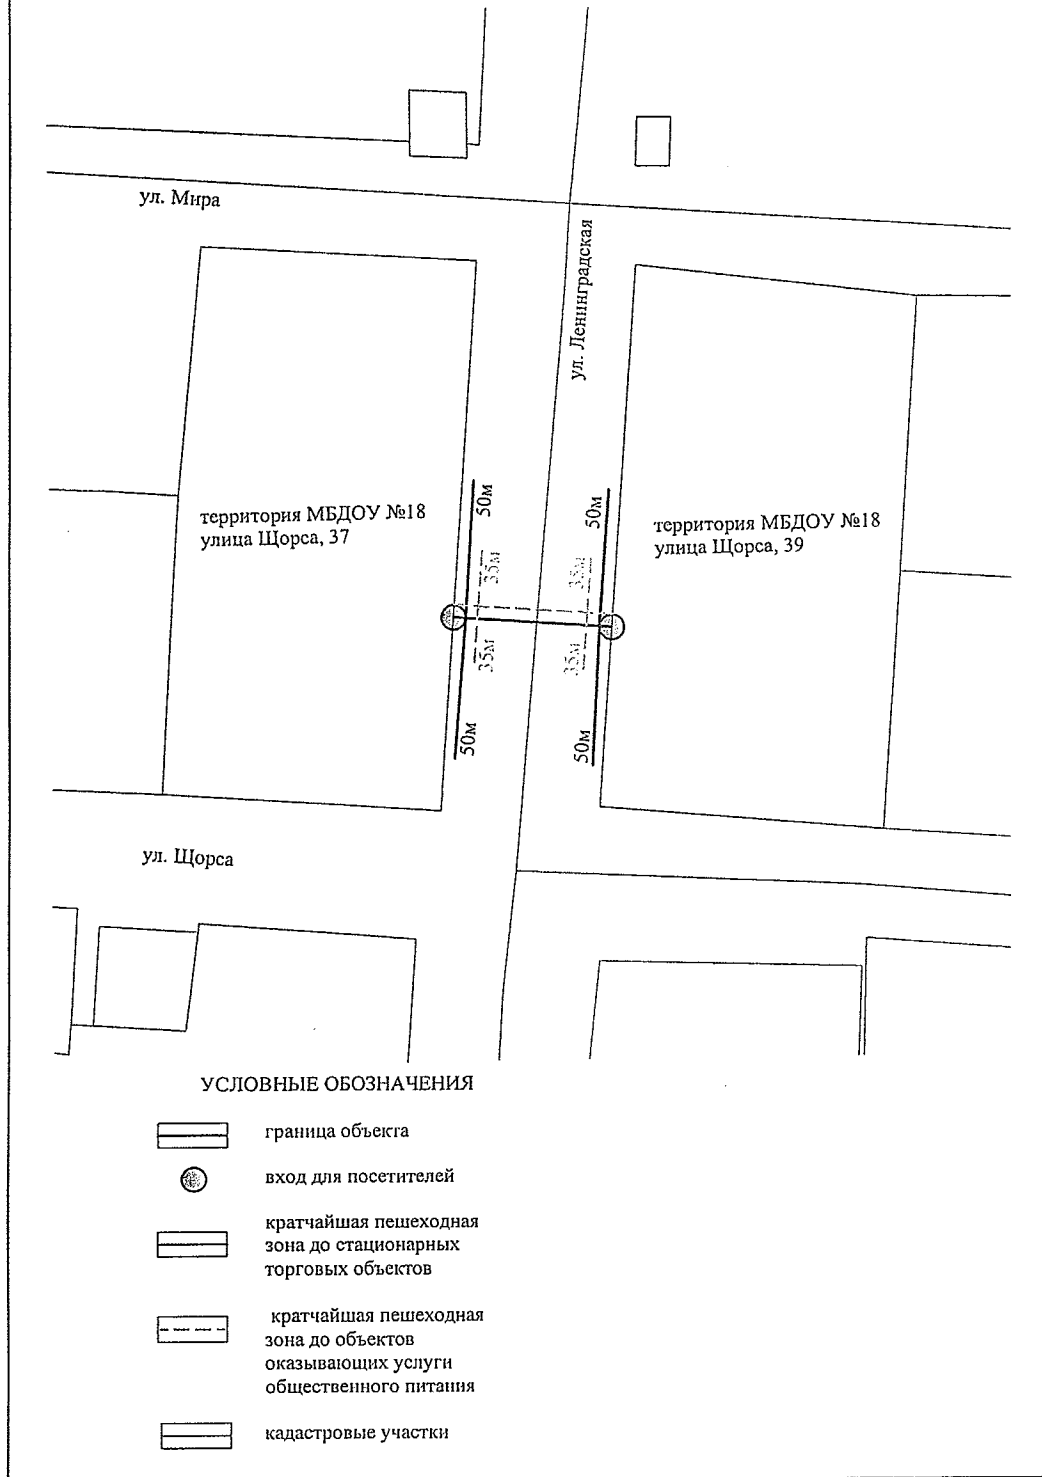 ул. Мира
ул. Ленинградская
50м
50м
территория МБДОУ №18
улица Щорса, 37
территория МБДОУ №18
улица Щорса, 39
35м
35м
35м
35м
50м
50м
ул. Щорса
УСЛОВНЫЕ ОБОЗНАЧЕНИЯ
граница объекта
вход для посетителей
кратчайшая пешеходная
зона до стационарных
торговых объектов
кратчайшая пешеходная
зона до объектов
оказывающих услуги
общественного питания
кадастровые участки